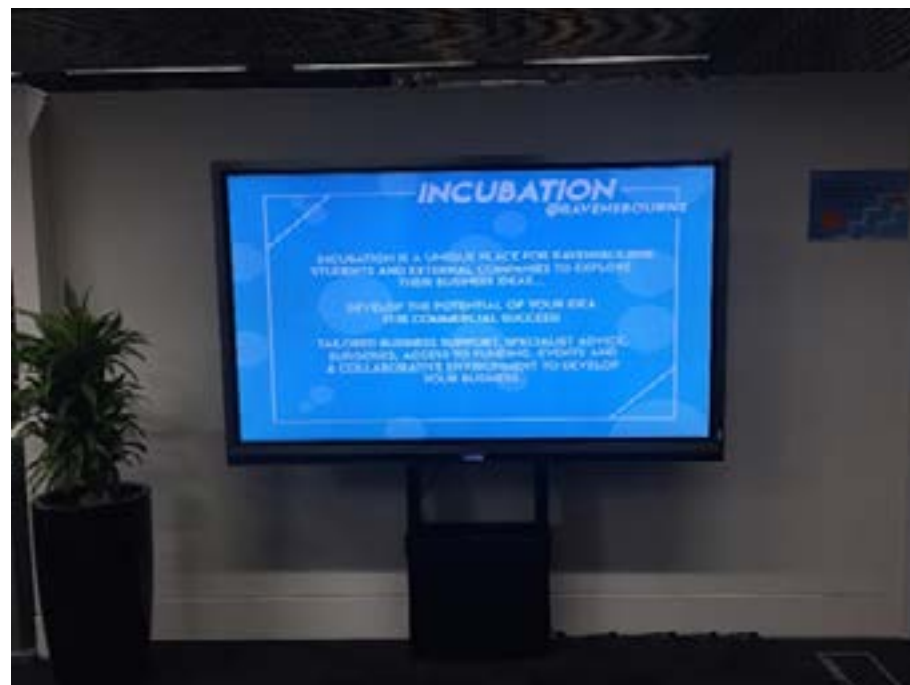 INCUBATION
@RAVENSBOURNE
INCUBATION IS A UNIQUE PLACE FOR RAVENSBOURNE
STUDENTS AND EXTERNAL COMPANIES TO EXPLORE
THEIR BUSINESS IDEAS...
DEVELOP THE POTENTIAL OF YOUR IDEA
FOR COMMERCIAL SUCCESS!
TAILORED BUSINESS SUPPORT, SPECIALIST ADVICE,
SURGERIES, ACCESS TO FUNDING, EVENTS AND
A COLLABORATIVE ENVIRONMENT TO DEVELOP
YOUR BUSINESS